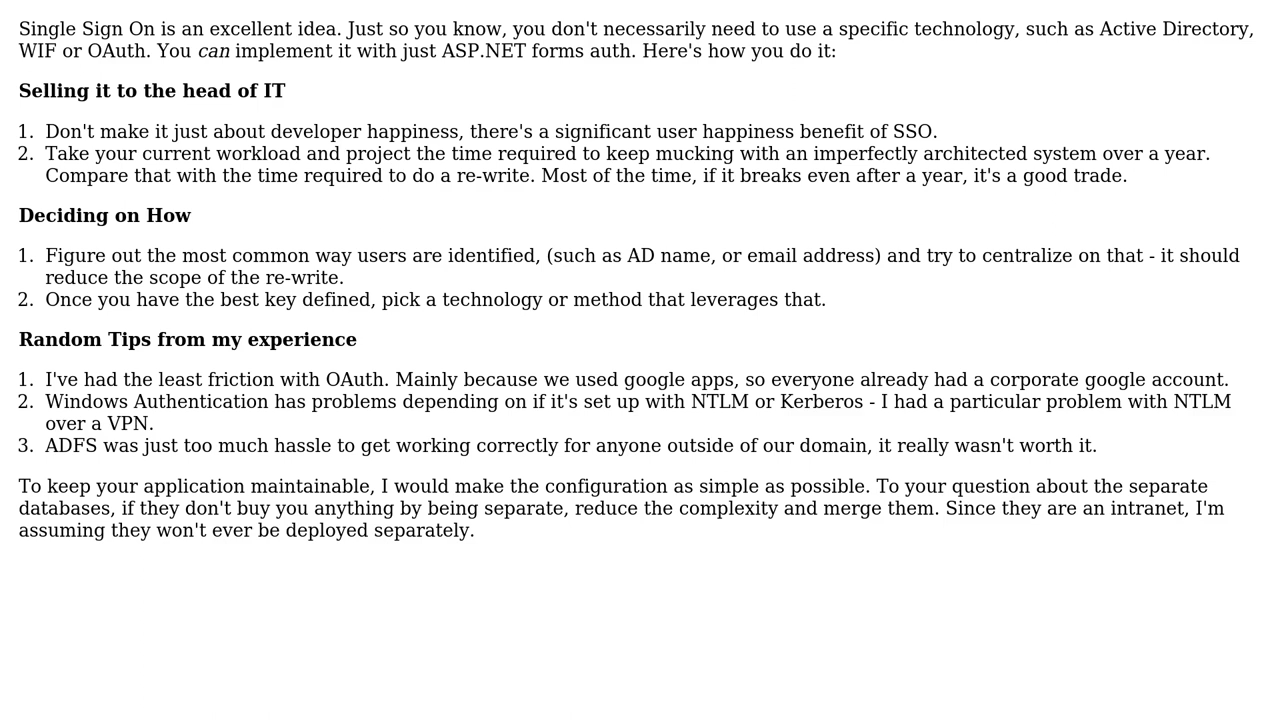 Single Sign On is an excellent idea. Just so you know, you don't necessarily need to use a specific technology, such as Active Directory,
WIF or OAuth. You can implement it with just ASP.NET forms auth. Here's how you do it:
Selling it to the head of IT
1. Don't make it just about developer happiness, there's a significant user happiness benefit of SSO.
2. Take your current workload and project the time required to keep mucking with an imperfectly architected system over a year.
Compare that with the time required to do a re-write. Most of the time, if it breaks even after a year, it's a good trade.
Deciding on How
1. Figure out the most common way users are identified, (such as AD name, or email address) and try to centralize on that - it should
reduce the scope of the re-write.
2. Once you have the best key defined, pick a technology or method that leverages that.
Random Tips from my experience
1. I've had the least friction with OAuth. Mainly because we used google apps, so everyone already had a corporate google account.
2. Windows Authentication has problems depending on if it's set up with NTLM or Kerberos - I had a particular problem with NTLM
over a VPN.
3. ADFS was just too much hassle to get working correctly for anyone outside of our domain, it really wasn't worth it.
To keep your application maintainable, I would make the configuration as simple as possible. To your question about the separate
databases, if they don't buy you anything by being separate, reduce the complexity and merge them. Since they are an intranet, I'm
assuming they won't ever be deployed separately.